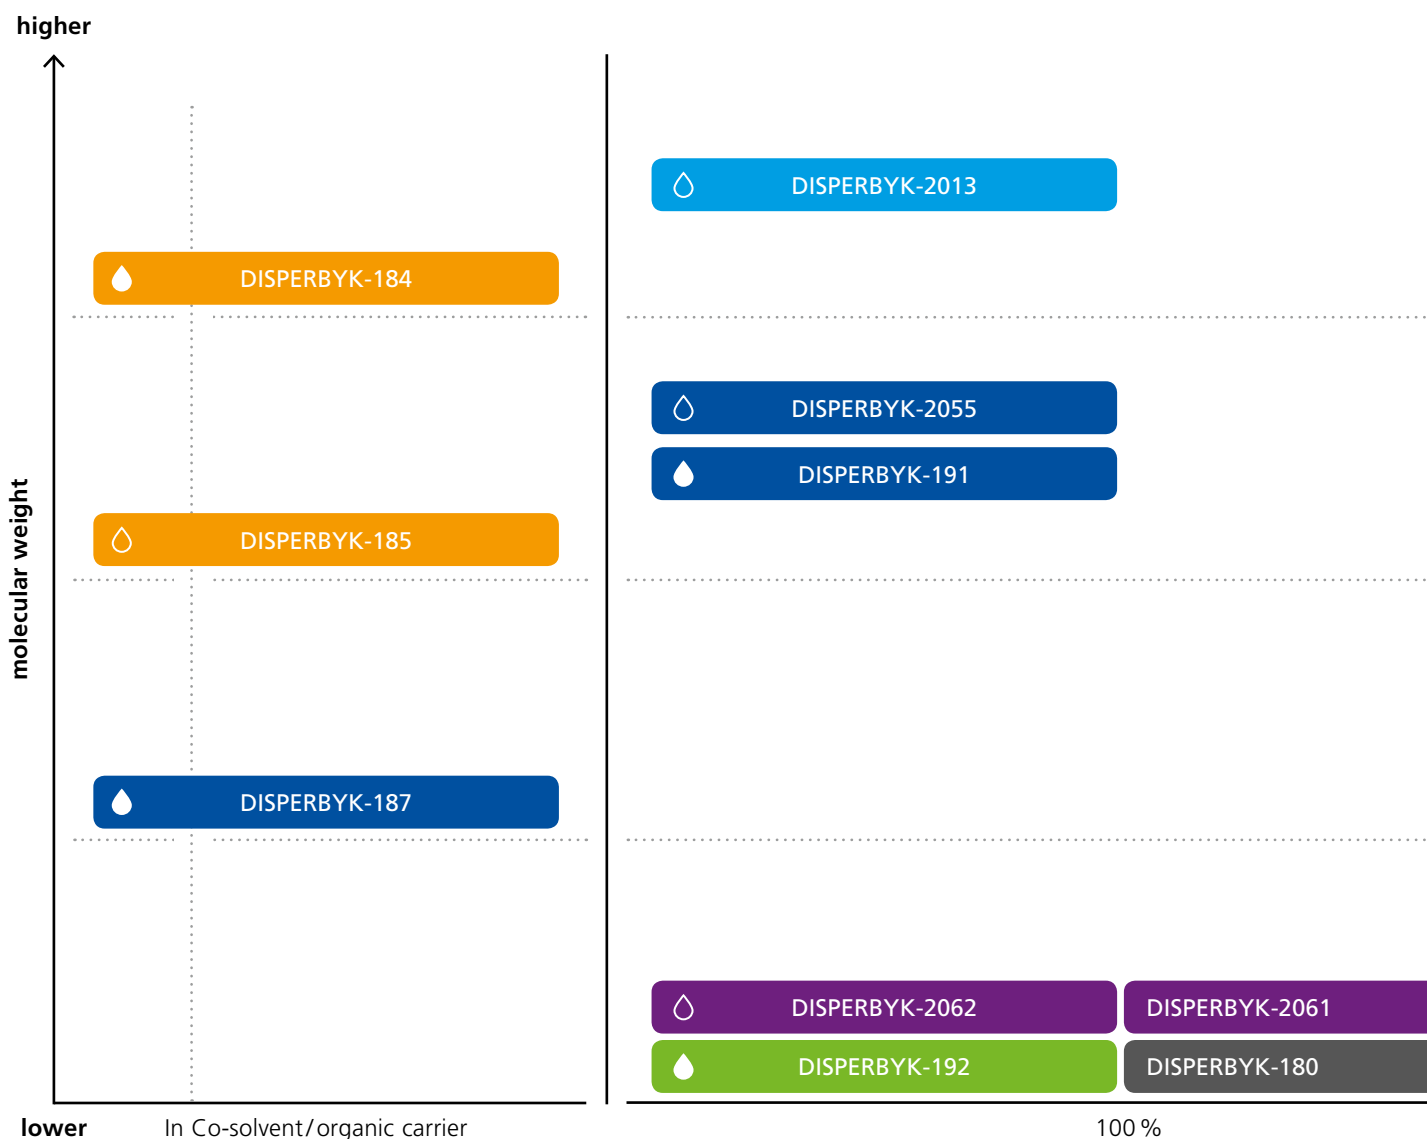 higher
DISPERBYK-2013
DISPERBYK-184
DISPERBYK-2055
DISPERBYK-191
molecular weight
DISPERBYK-185
DISPERBYK-187
DISPERBYK-2062
DISPERBYK-2061
DISPERBYK-192
DISPERBYK-180
lower
In Co-solvent/organic carrier
100 %